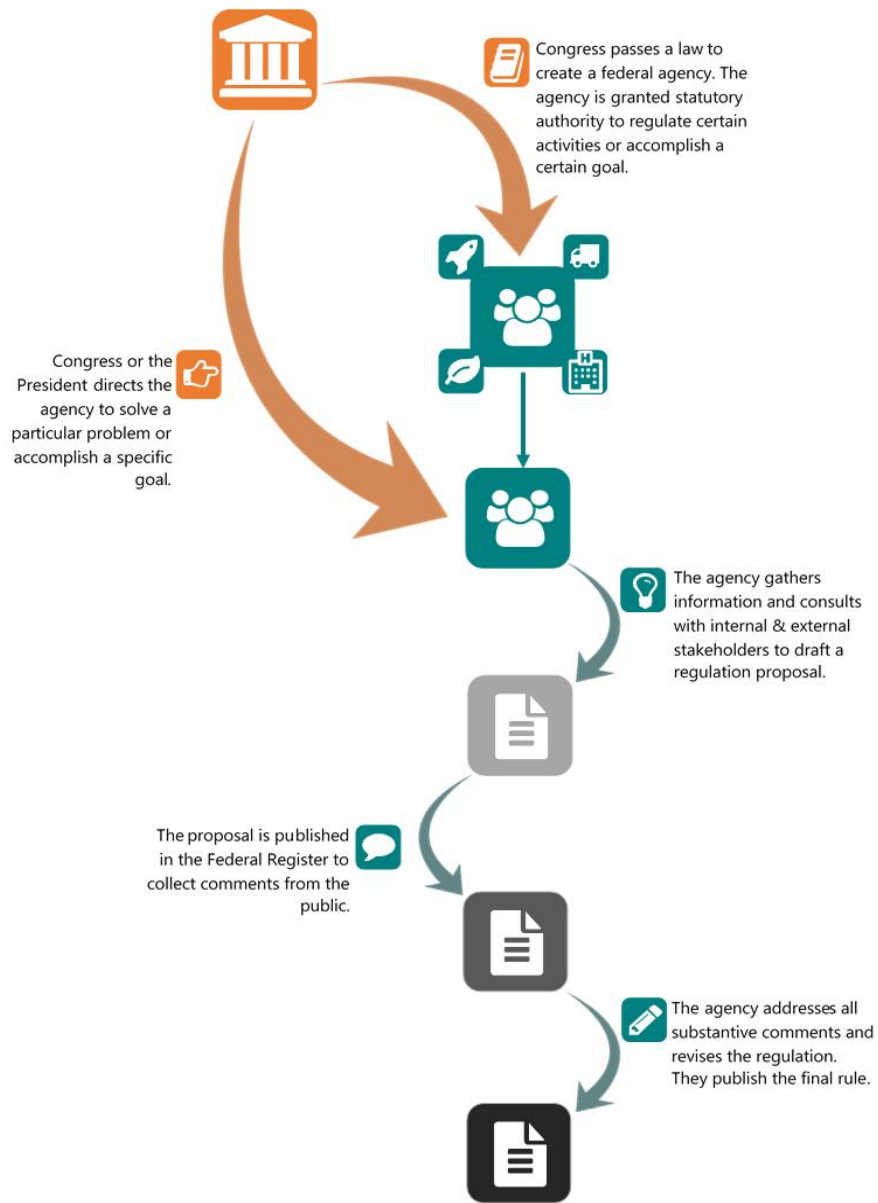 Congress passes a law to
create a federal agency. The
agency is granted statutory
authority to regulate certain
activities or accomplish a
certain goal.
H
Congress or the
President directs the
agency to solve a
particular problem or
accomplish a specific
goal.
The agency gathers
information and consults
with internal & external
stakeholders to draft a
regulation proposal.
The proposal is published
in the Federal Register to
collect comments from the
public.
The agency addresses all
substantive comments and
revises the regulation.
They publish the final rule.